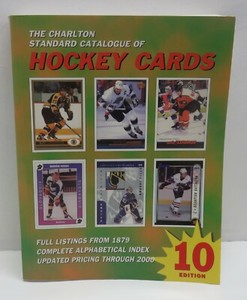 THE CHARLTON
STANDARD CATALOGUE OF
HOCKEY CARDS
FULL LISTINGS FROM 1879
COMPLETE ALPHABETICAL INDEX
UPDATED PRICING THROUGH 2000
10
EDITION